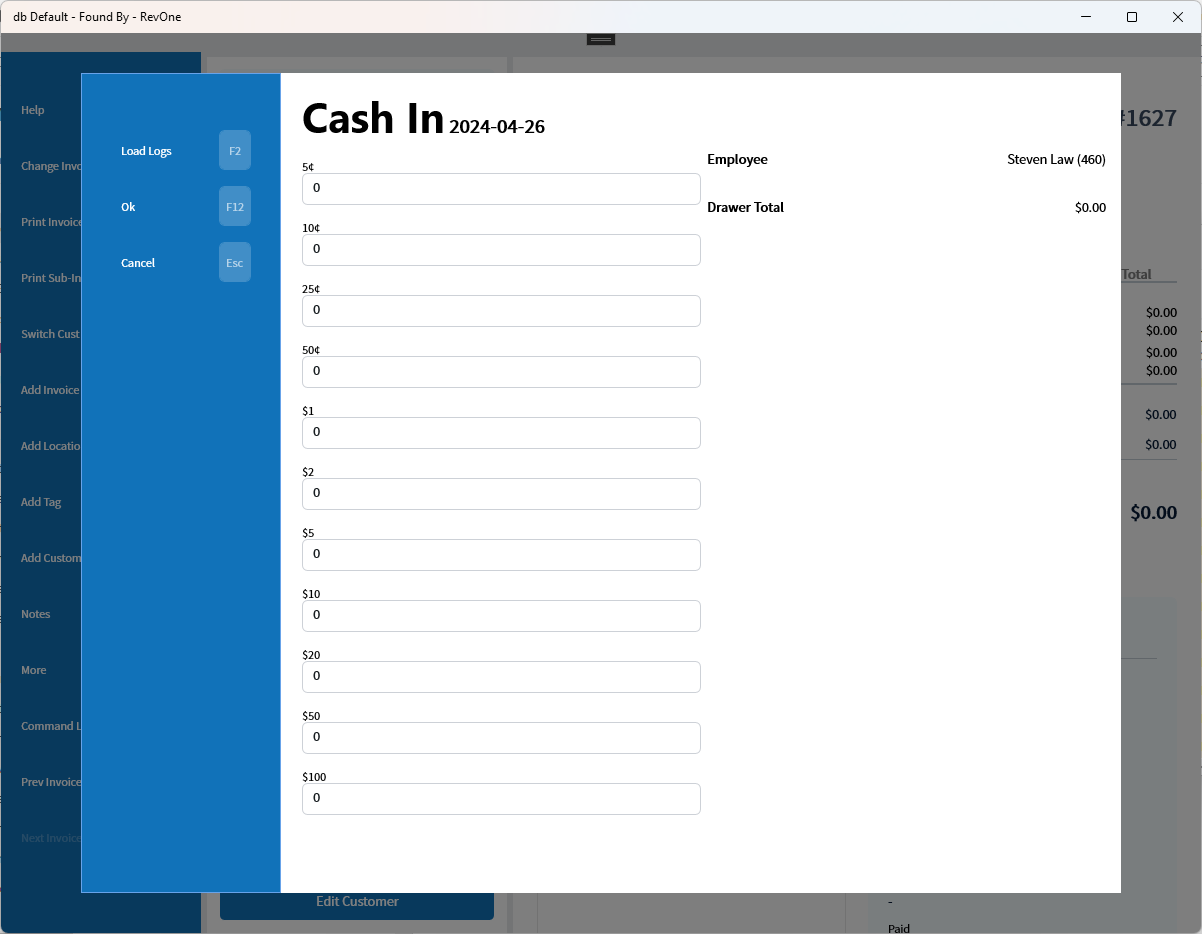 db Default - Found By - RevOne
Help
Change Invo
Print Invoice
Print Sub-In
Switch Cust
Add Invoice
Add Locatio
Add Tag
Add Custom
Notes
More
Command L
Prev Invoice
Next Invoice
Load Logs F2
Ok F12
Cancel Esc
Cash In 2024-04-26
5¢
0
10¢
0
25¢
0
50¢
0
$1
0
$2
0
$5
0
$10
0
$20
0
$50
0
$100
0
Employee Steven Law (460)
Drawer Total $0.00
#1627
Total
$0.00
$0.00
$0.00
$0.00
$0.00
$0.00
$0.00
Edit Customer
-
Paid